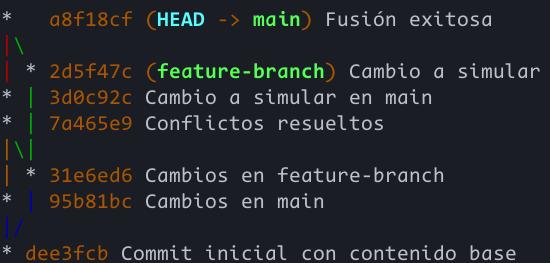 *   a8f18cf (HEAD -> main) Fusión exitosa
|\
| * 2d5f47c (feature-branch) Cambio a simular
* | 3d0c92c Cambio a simular en main
* | 7a465e9 Conflictos resueltos
|\|
| * 31e6ed6 Cambios en feature-branch
* | 95b81bc Cambios en main
|/
* dee3fcb Commit inicial con contenido base